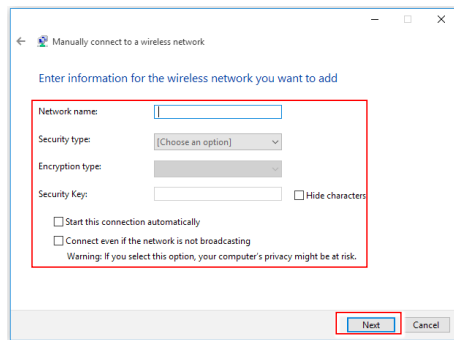 Manually connect to a wireless network
Enter information for the wireless network you want to add
Network name:
Security type: [Choose an option]
Encryption type:
Security Key: Hide characters
Start this connection automatically
Connect even if the network is not broadcasting
Warning: If you select this option, your computer's privacy might be at risk.
Next Cancel